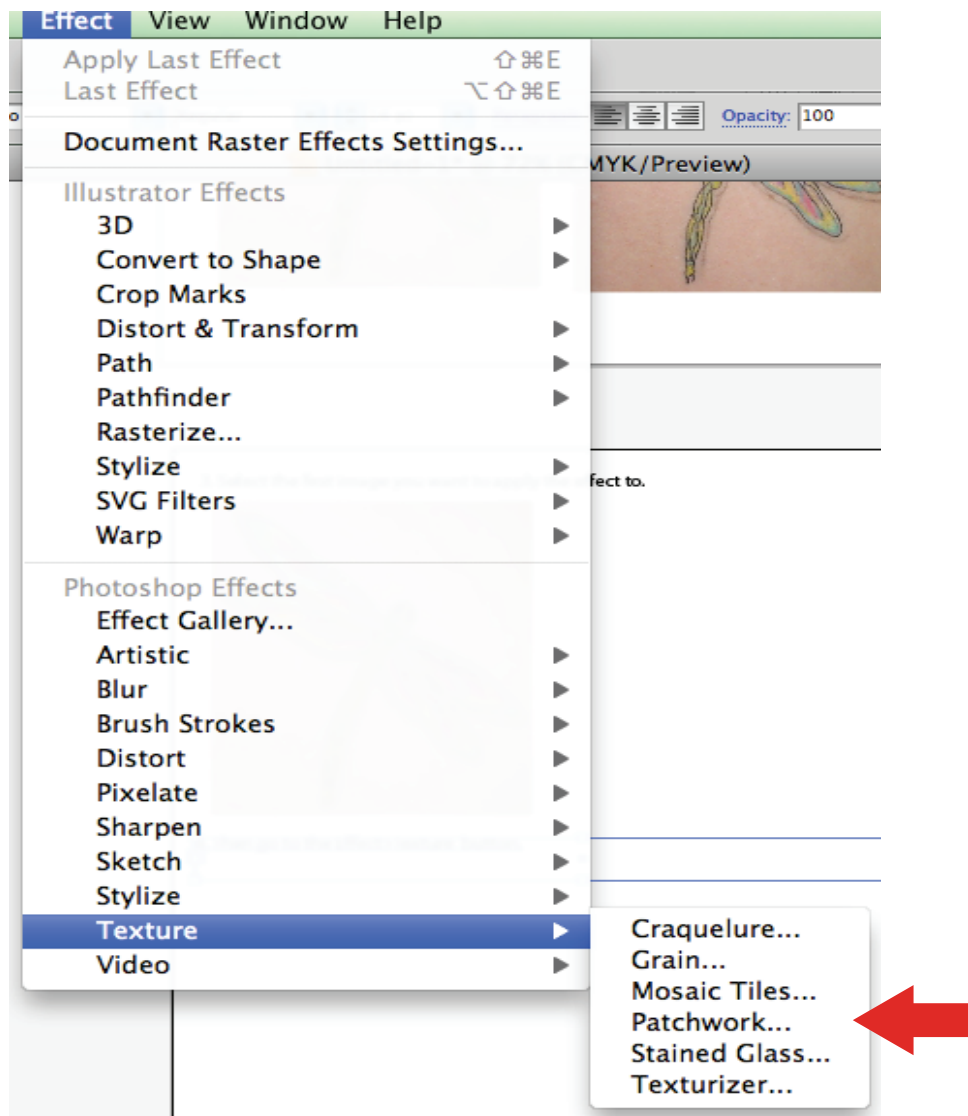 Effect View Window Help
Apply Last Effect ⇧⌘E
Last Effect ⌥⇧⌘E
Opacity: 100
Document Raster Effects Settings...
MYK/Preview)
Illustrator Effects
3D
Convert to Shape
Crop Marks
Distort & Transform
Path
Pathfinder
Rasterize...
Stylize
fect to.
SVG Filters
Warp
Photoshop Effects
Effect Gallery...
Artistic
Blur
Brush Strokes
Distort
Pixelate
Sharpen
Sketch
Stylize
Texture
Video
Craquelure...
Grain...
Mosaic Tiles...
Patchwork...
Stained Glass...
Texturizer...